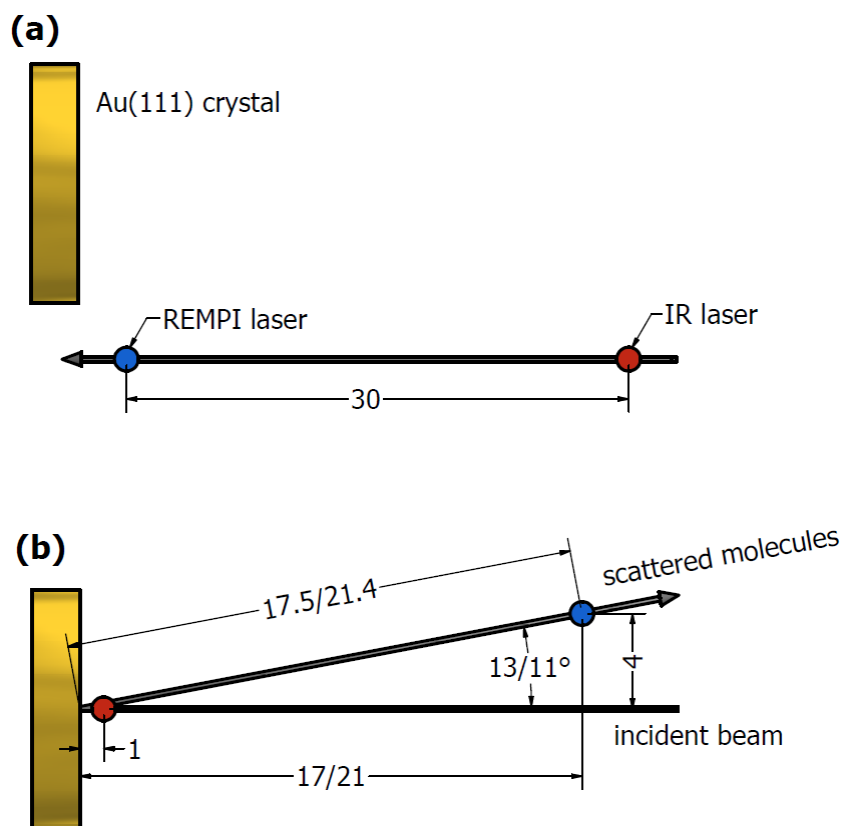 (a)
Au(111) crystal
REMPI laser
IR laser
30
(b)
scattered molecules
17.5/21.4
13/11°
4
incident beam
1
17/21